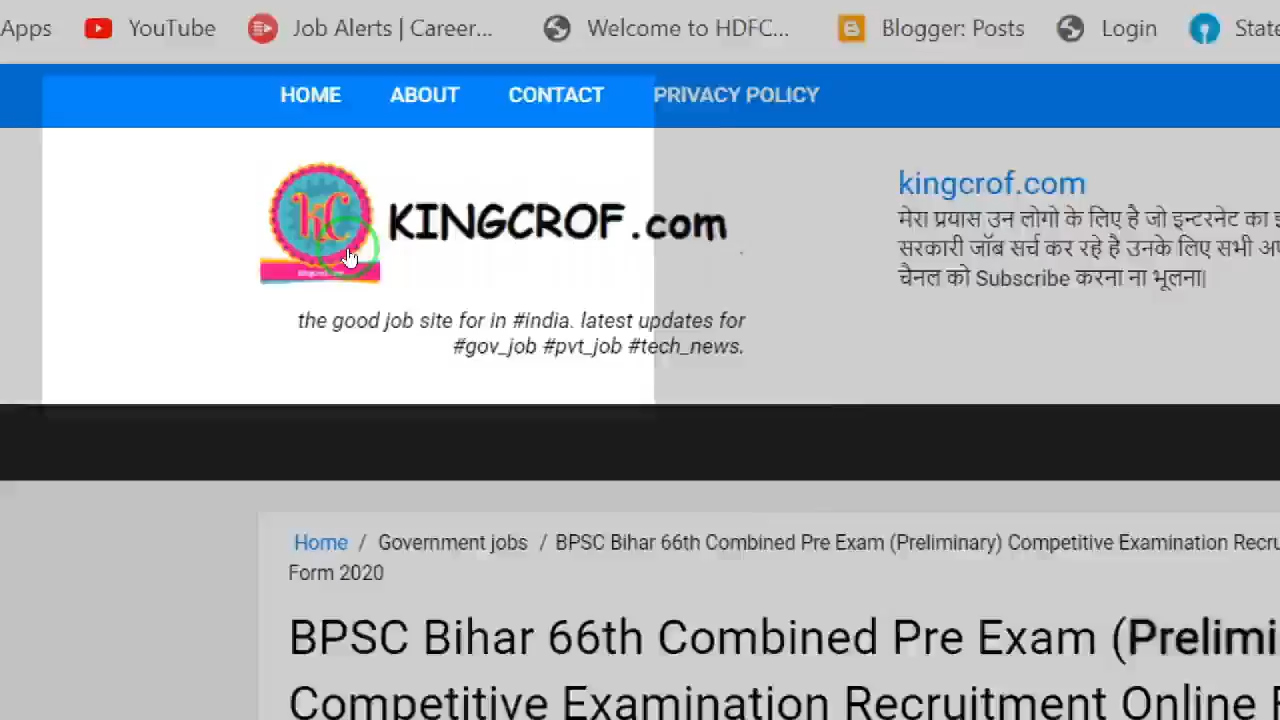 Apps YouTube Job Alerts | Career... Welcome to HDFC... Blogger: Posts Login State
HOME ABOUT CONTACT PRIVACY POLICY
KC
KINGCROF.com
the good job site for in #india. latest updates for
#gov_job #pvt_job #tech_news.
kingcrof.com
मेरा प्रयास उन लोगो के लिए है जो इन्टरनेट का
सरकारी जॉब सर्च कर रहे है उनके लिए सभी
चैनल को Subscribe करना ना भूलना|
Home / Government jobs / BPSC Bihar 66th Combined Pre Exam (Preliminary) Competitive Examination Recru
Form 2020
BPSC Bihar 66th Combined Pre Exam (Prelimi
Competitive Examination Recruitment Online